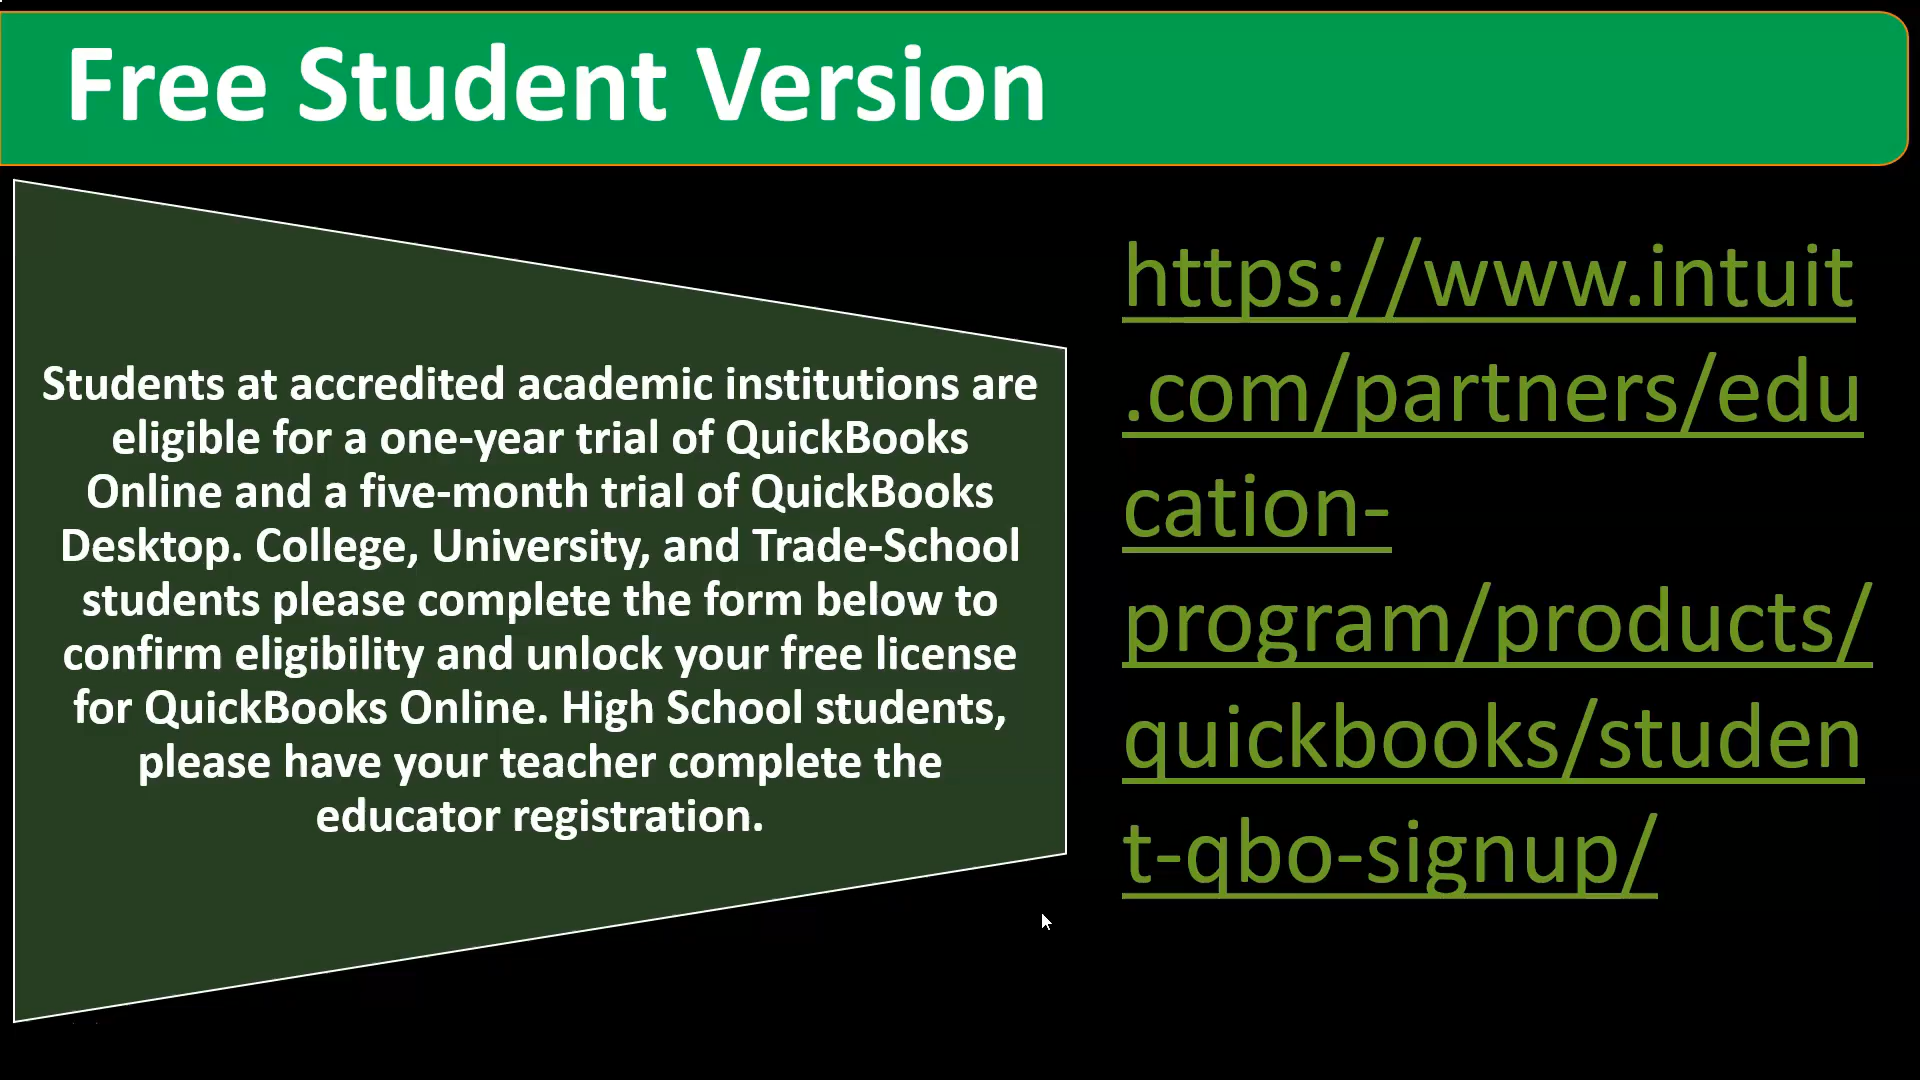 Free Student Version
Students at accredited academic institutions are
eligible for a one-year trial of QuickBooks
Online and a five-month trial of QuickBooks
Desktop. College, University, and Trade-School
students please complete the form below to
confirm eligibility and unlock your free license
for QuickBooks Online. High School students,
please have your teacher complete the
educator registration.
https://www.intuit
.com/partners/edu
cation-
program/products/
quickbooks/studen
t-qbo-signup/